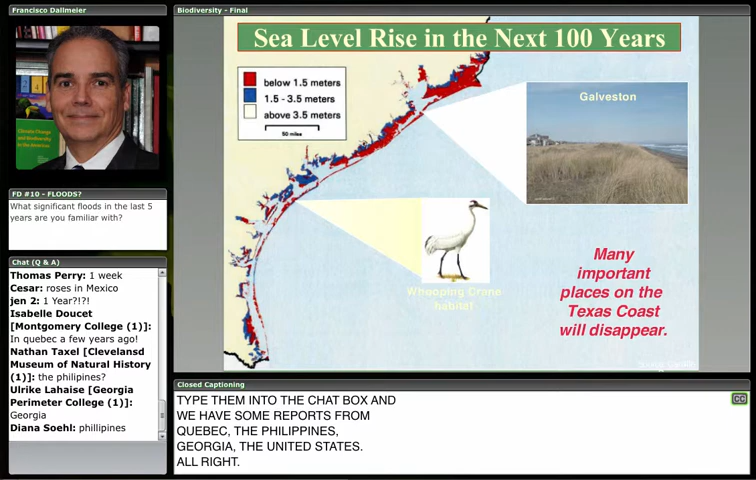 Francisco Dallmeier
FD #10 - FLOODS?
What significant floods in the last 5
years are you familiar with?
Chat (Q & A)
Thomas Perry: 1 week
Cesar: roses in Mexico
jen 2: 1 Year?!?!
Isabelle Doucet
[Montgomery College (1)]:
In quebec a few years ago!
Nathan Taxel [Clevelansd
Museum of Natural History
(1)]: the philipines?
Ulrike Lahaise [Georgia
Perimeter College (1)]:
Georgia
Diana Soehl: phillipines
Biodiversity - Final
Sea Level Rise in the Next 100 Years
below 1.5 meters
1.5 - 3.5 meters
above 3.5 meters
50 miles
Galveston
Whooping Crane
habitat
Many
important
places on the
Texas Coast
will disappear.
Closed Captioning
TYPE THEM INTO THE CHAT BOX AND
WE HAVE SOME REPORTS FROM
QUEBEC, THE PHILIPPINES,
GEORGIA, THE UNITED STATES.
ALL RIGHT.
CC